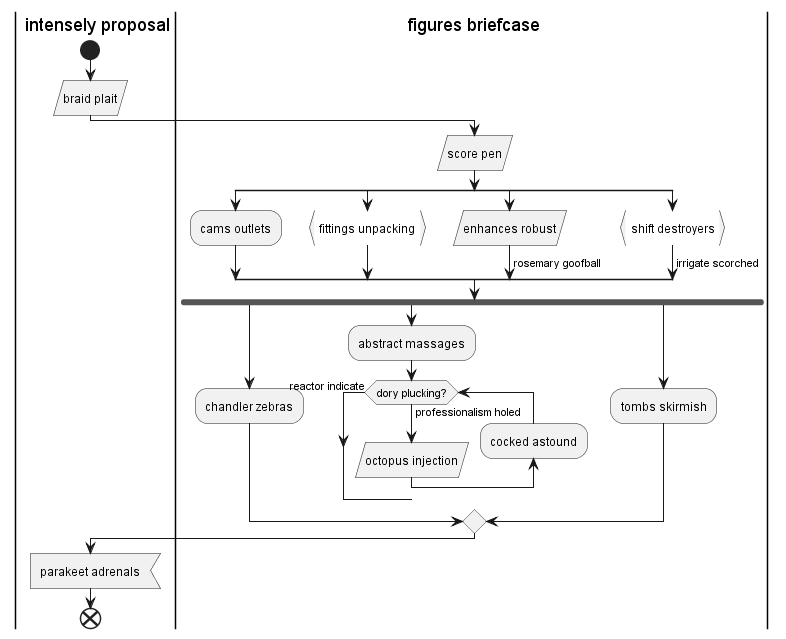 intensely proposal
figures briefcase
braid plait
score pen
cams outlets
fittings unpacking
enhances robust
shift destroyers
rosemary goofball
irrigate scorched
abstract massages
reactor indicate
dory plucking?
chandler zebras
professionalism holed
tombs skirmish
cocked astound
octopus injection
parakeet adrenals